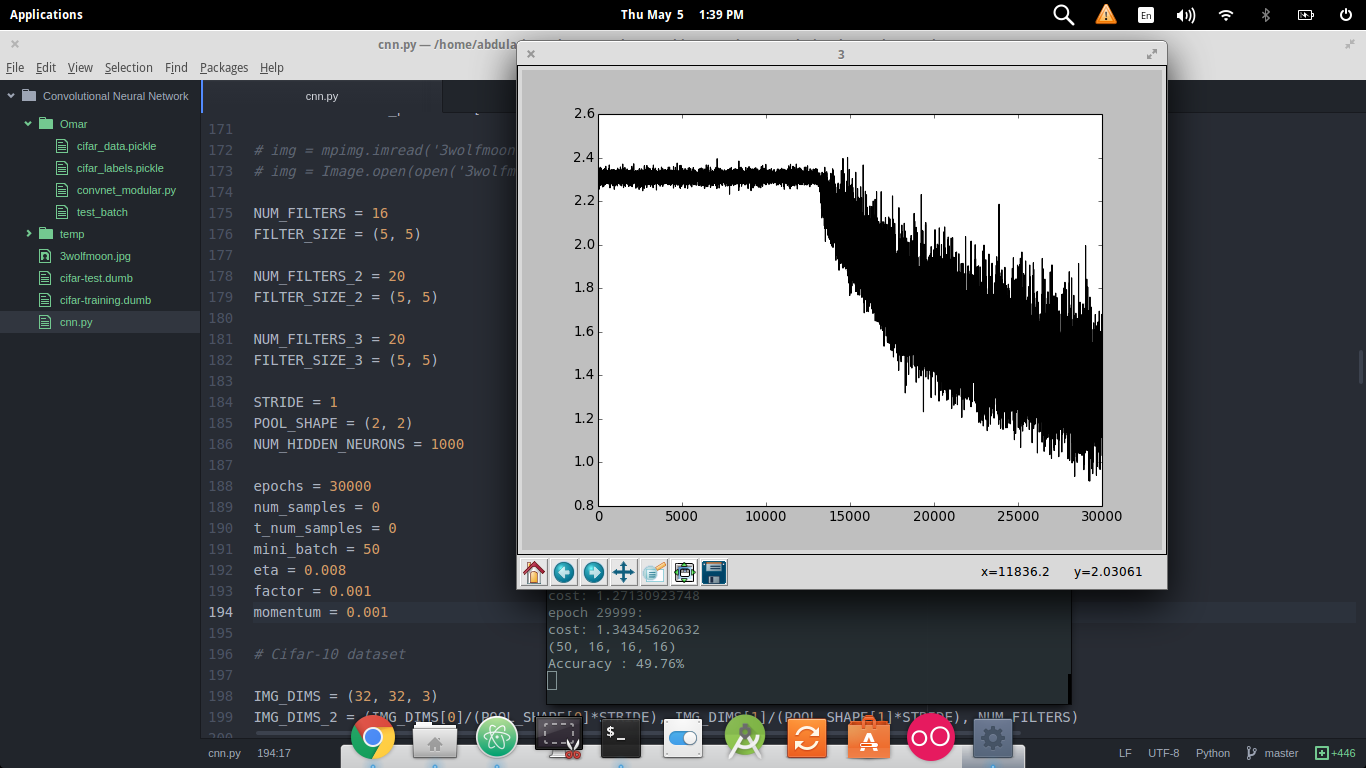 Applications
Thu May 5 1:39 PM
En
cnn.py — /home/abdula
3
File Edit View Selection Find Packages Help
Convolutional Neural Network
cnn.py
Omar
cifar_data.pickle
cifar_labels.pickle
convnet_modular.py
test_batch
temp
3wolfmoon.jpg
cifar-test.dumb
cifar-training.dumb
cnn.py
171
172 # img = mpimg.imread('3wolfmoon
173 # img = Image.open(open('3wolfm
174
175 NUM_FILTERS = 16
176 FILTER_SIZE = (5, 5)
177
178 NUM_FILTERS_2 = 20
179 FILTER_SIZE_2 = (5, 5)
180
181 NUM_FILTERS_3 = 20
182 FILTER_SIZE_3 = (5, 5)
183
184 STRIDE = 1
185 POOL_SHAPE = (2, 2)
186 NUM_HIDDEN_NEURONS = 1000
187
188 epochs = 30000
189 num_samples = 0
190 t_num_samples = 0
191 mini_batch = 50
192 eta = 0.008
193 factor = 0.001
194 momentum = 0.001
195
196 # Cifar-10 dataset
197
198 IMG_DIMS = (32, 32, 3)
199 IMG_DIMS_2 = (IMG_DIMS[0]/(POOL_SHAPE[0]*STRIDE), IMG_DIMS[1]/(POOL_SHAPE[1]*STRIDE), NUM_FILTERS)
2.6
2.4
2.2
2.0
1.8
1.6
1.4
1.2
1.0
0.8
0 5000 10000 15000 20000 25000 30000
x=11836.2 y=2.03061
cost: 1.27130923748
epoch 29999:
cost: 1.34345620632
(50, 16, 16, 16)
Accuracy : 49.76%
$_
cnn.py 194:17
LF UTF-8 Python master +446